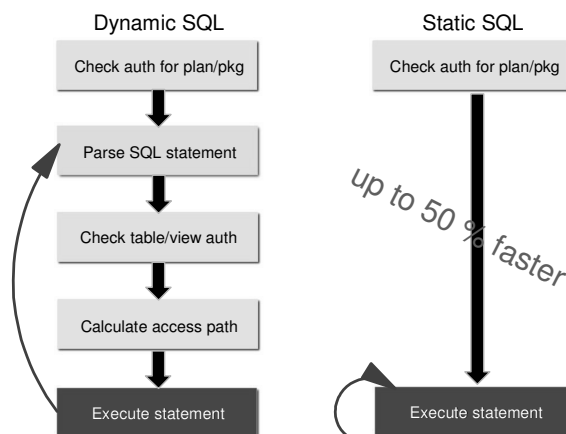 Dynamic SQL
Static SQL
Check auth for plan/pkg
Check auth for plan/pkg
Parse SQL statement
up to 50 % faster
Check table/view auth
Calculate access path
Execute statement
Execute statement